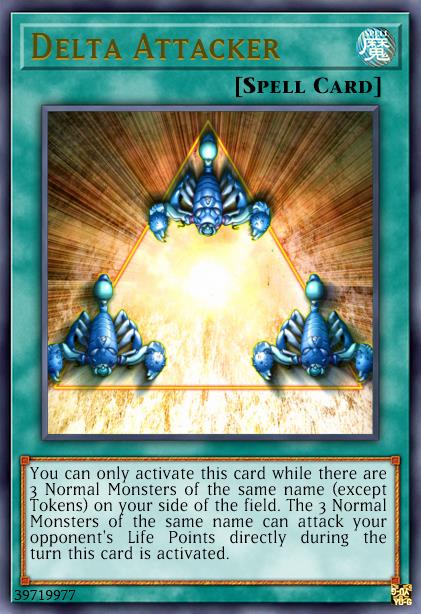 Delta Attacker
SPELL
魔
[Spell Card]
You can only activate this card while there are
3 Normal Monsters of the same name (except
Tokens) on your side of the field. The 3 Normal
Monsters of the same name can attack your
opponent's Life Points directly during the
turn this card is activated.
39719977